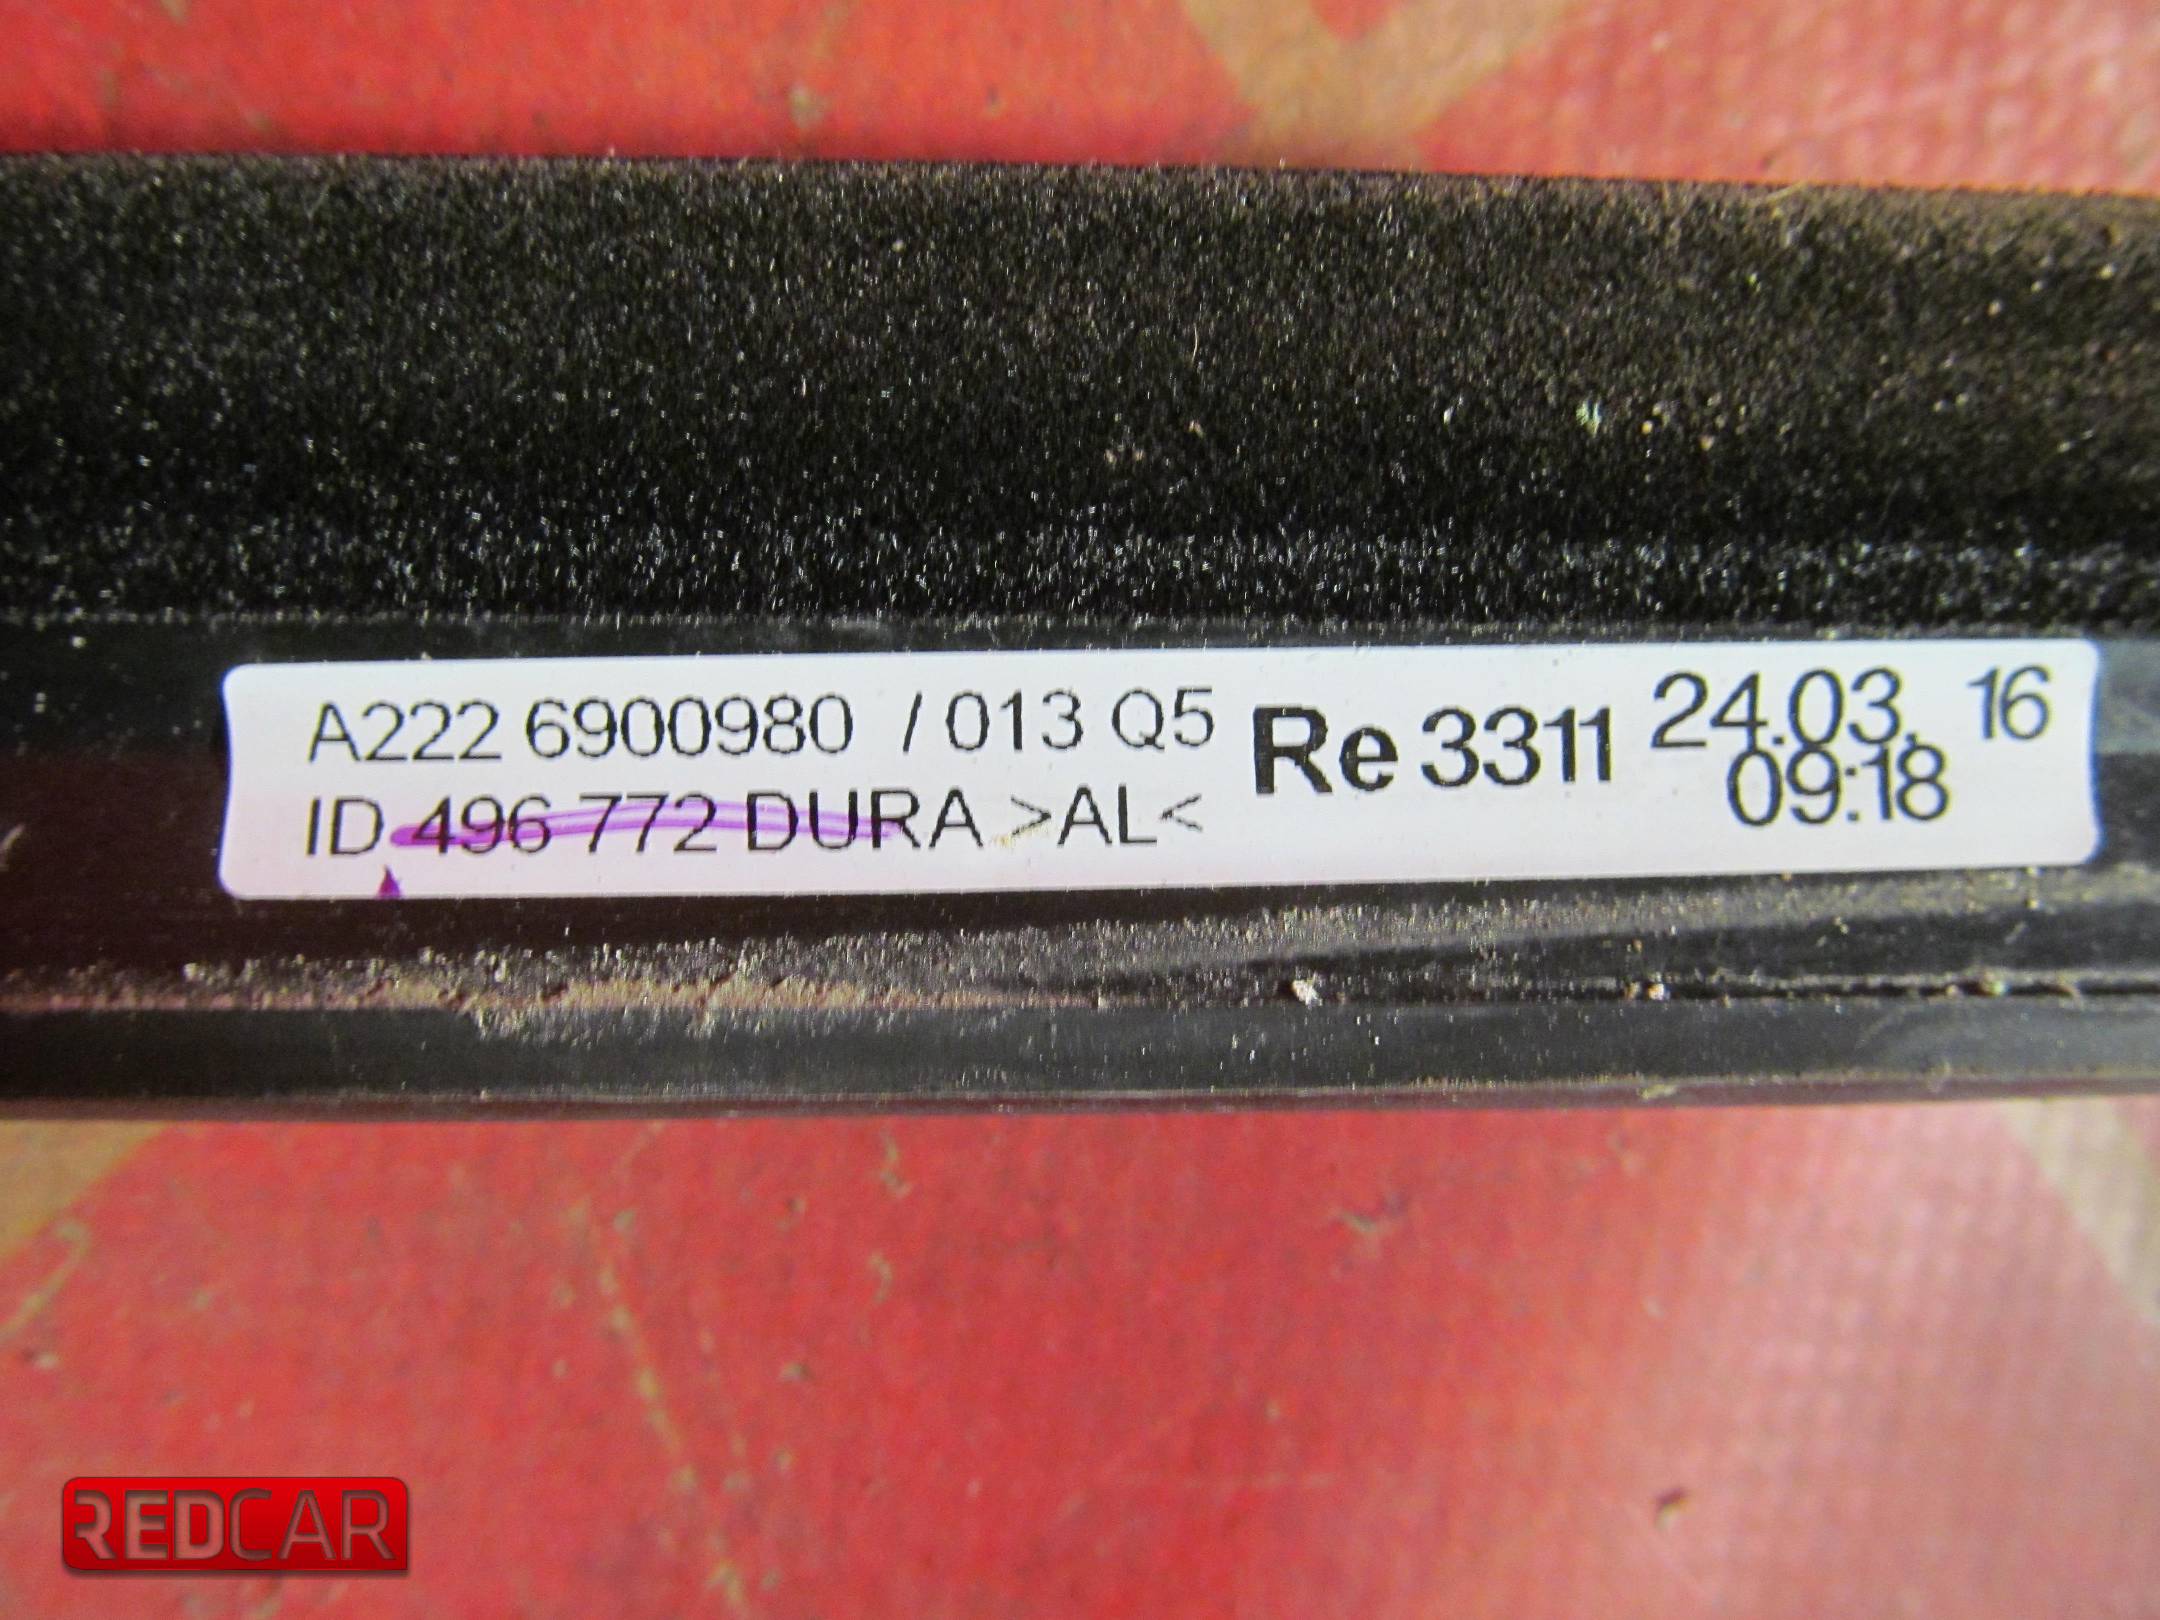 A222 6900980 / 013 Q5 Re 3311 24.03. 16
ID 496 772 DURA >AL< 09:18
REDCAR